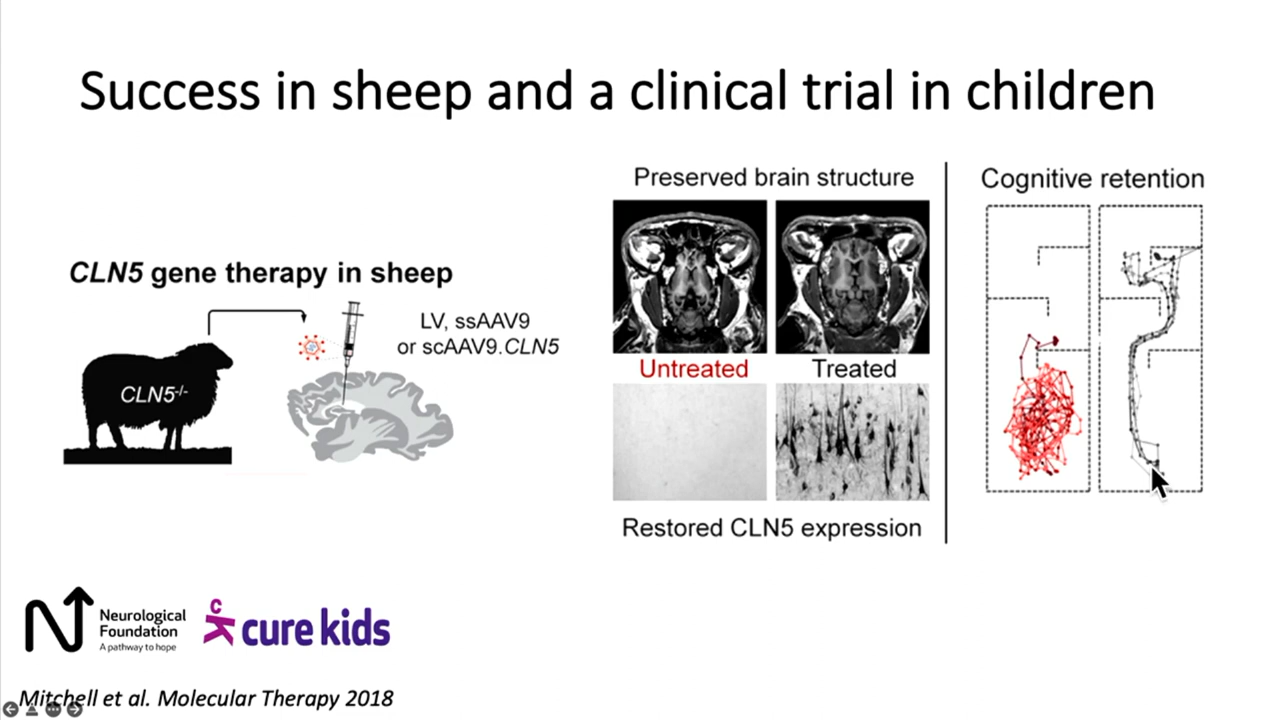 Success in sheep and a clinical trial in children
CLN5 gene therapy in sheep
LV, ssAAV9
or scAAV9.CLN5
CLN5-/-
Preserved brain structure
Untreated
Treated
Restored CLN5 expression
Cognitive retention
Neurological
Foundation
A pathway to hope
cK cure kids
Mitchell et al. Molecular Therapy 2018